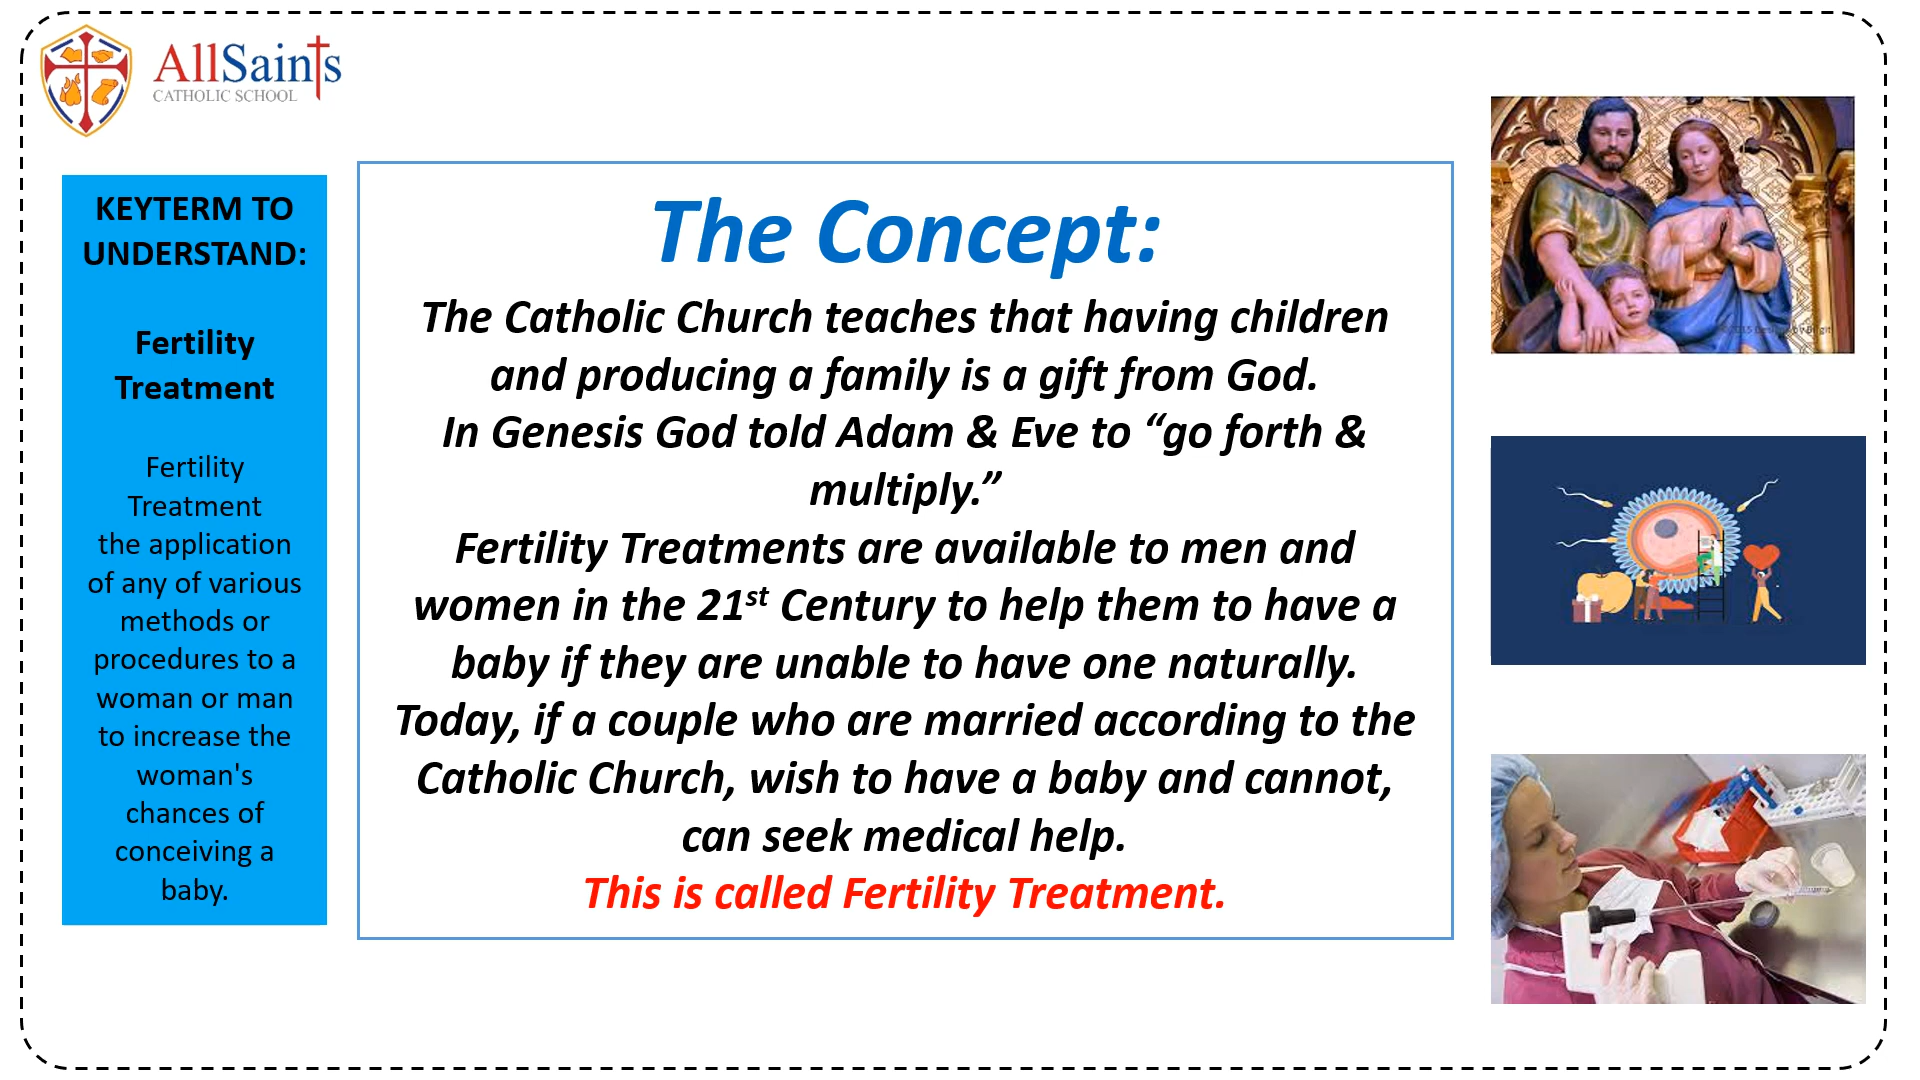 AllSaints
CATHOLIC SCHOOL
KEYTERM TO
UNDERSTAND:
Fertility
Treatment
Fertility
Treatment
the application
of any of various
methods or
procedures to a
woman or man
to increase the
woman's
chances of
conceiving a
baby.
The Concept:
The Catholic Church teaches that having children
and producing a family is a gift from God.
In Genesis God told Adam & Eve to “go forth &
multiply.”
Fertility Treatments are available to men and
women in the 21st Century to help them to have a
baby if they are unable to have one naturally.
Today, if a couple who are married according to the
Catholic Church, wish to have a baby and cannot,
can seek medical help.
This is called Fertility Treatment.